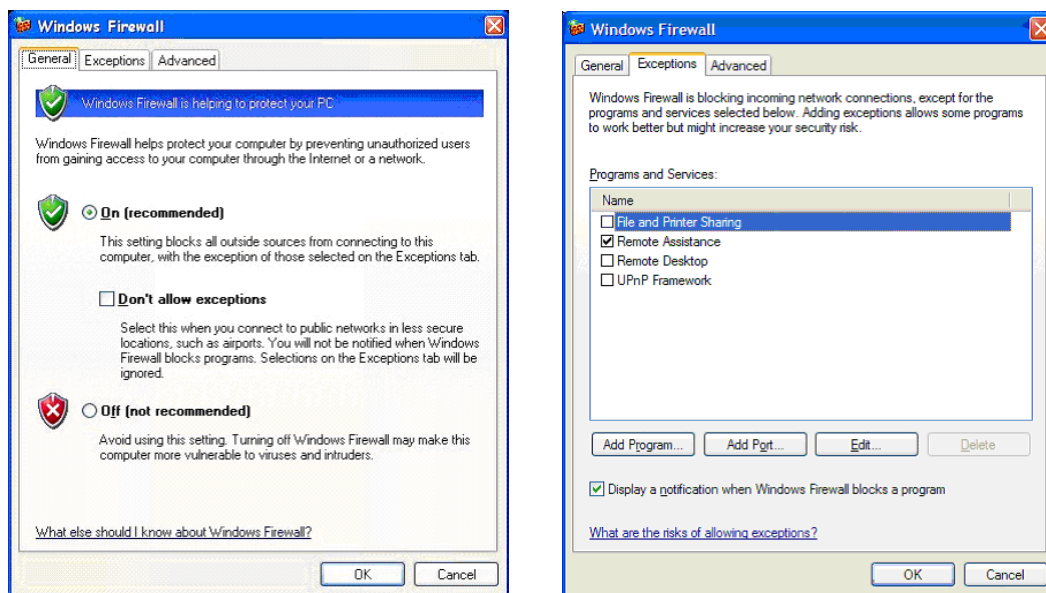 Windows Firewall
General Exceptions Advanced
Windows Firewall is helping to protect your PC
Windows Firewall helps protect your computer by preventing unauthorized users
from gaining access to your computer through the Internet or a network.
On (recommended)
This setting blocks all outside sources from connecting to this
computer, with the exception of those selected on the Exceptions tab.
Don't allow exceptions
Select this when you connect to public networks in less secure
locations, such as airports. You will not be notified when Windows
Firewall blocks programs. Selections on the Exceptions tab will be
ignored.
Off (not recommended)
Avoid using this setting. Turning off Windows Firewall may make this
computer more vulnerable to viruses and intruders.
What else should I know about Windows Firewall?
OK Cancel
Windows Firewall
General Exceptions Advanced
Windows Firewall is blocking incoming network connections, except for the
programs and services selected below. Adding exceptions allows some programs
to work better but might increase your security risk.
Programs and Services:
Name
File and Printer Sharing
Remote Assistance
Remote Desktop
UPnP Framework
Add Program... Add Port... Edit... Delete
Display a notification when Windows Firewall blocks a program
What are the risks of allowing exceptions?
OK Cancel